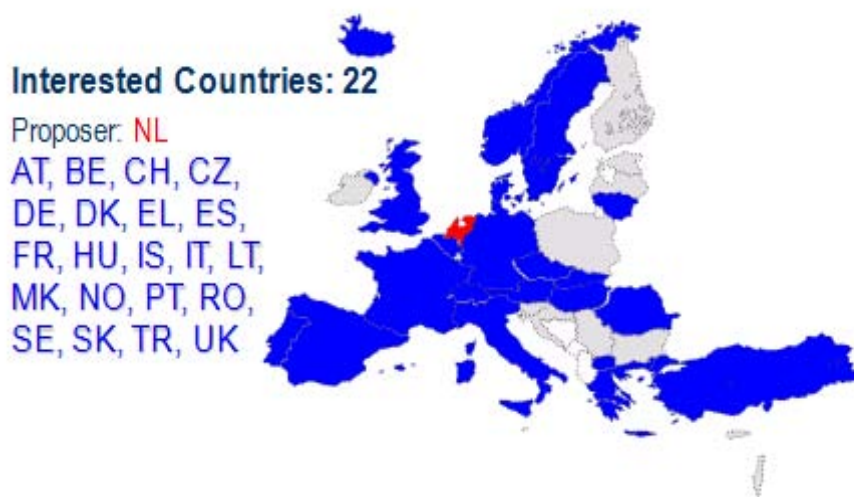 Interested Countries: 22
Proposer: NL
AT, BE, CH, CZ,
DE, DK, EL, ES,
FR, HU, IS, IT, LT,
MK, NO, PT, RO,
SE, SK, TR, UK